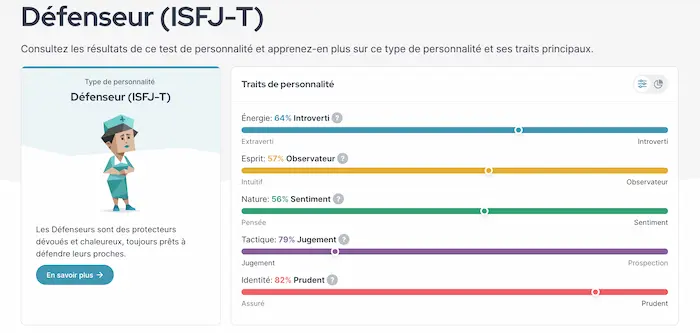 Défenseur (ISFJ-T)
Consultez les résultats de ce test de personnalité et apprenez-en plus sur ce type de personnalité et ses traits principaux.
Type de personnalité
Défenseur (ISFJ-T)
Les Défenseurs sont des protecteurs
dévoués et chaleureux, toujours prêts à
défendre leurs proches.
En savoir plus →
Traits de personnalité
Énergie: 64% Introverti ?
Extraverti Introverti
Esprit: 57% Observateur ?
Intuitif Observateur
Nature: 56% Sentiment ?
Pensée Sentiment
Tactique: 79% Jugement ?
Jugement Prospection
Identité: 82% Prudent ?
Assuré Prudent